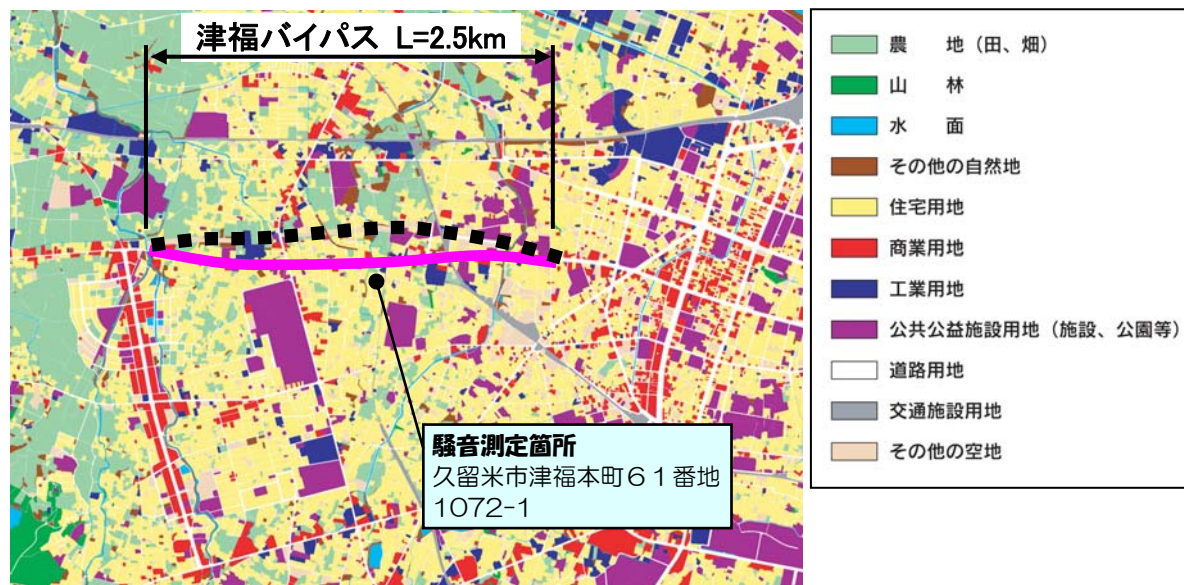 津福バイパス L=2.5km
騒音測定箇所
久留米市津福本町６１番地
1072-1
農　　地（田、畑）
山　　林
水　　面
その他の自然地
住宅用地
商業用地
工業用地
公共公益施設用地（施設、公園等）
道路用地
交通施設用地
その他の空地